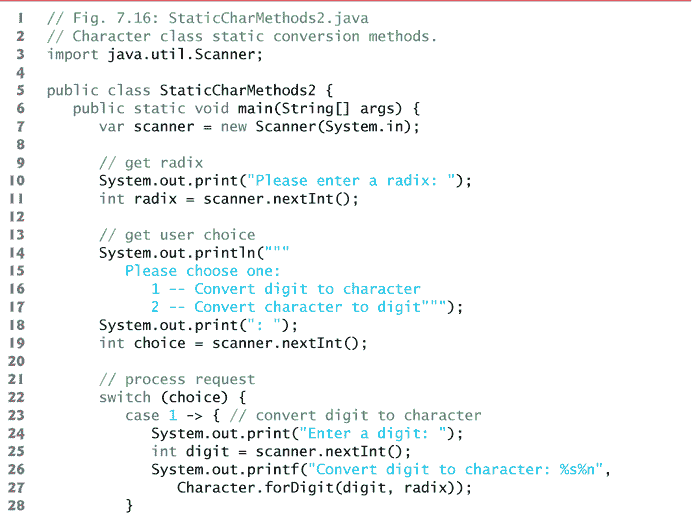 1 // Fig. 7.16: StaticCharMethods2.java
2 // Character class static conversion methods.
3 import java.util.Scanner;
4
5 public class StaticCharMethods2 {
6 public static void main(String[] args) {
7 var scanner = new Scanner(System.in);
8
9 // get radix
10 System.out.print("Please enter a radix: ");
11 int radix = scanner.nextInt();
12
13 // get user choice
14 System.out.println("""
15 Please choose one:
16 1 -- Convert digit to character
17 2 -- Convert character to digit""");
18 System.out.print(": ");
19 int choice = scanner.nextInt();
20
21 // process request
22 switch (choice) {
23 case 1 -> { // convert digit to character
24 System.out.print("Enter a digit: ");
25 int digit = scanner.nextInt();
26 System.out.printf("Convert digit to character: %s%n",
27 Character.forDigit(digit, radix));
28 }